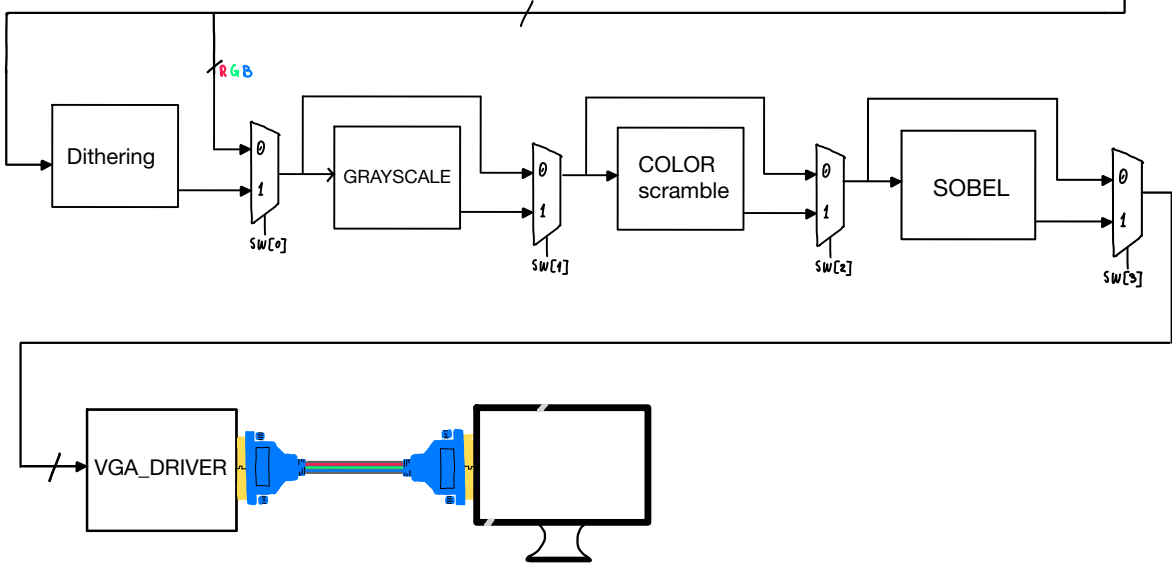 RGB
Dithering
0
1
SW[0]
GRAYSCALE
0
1
SW[1]
COLOR
scramble
0
1
SW[2]
SOBEL
0
1
SW[3]
VGA_DRIVER